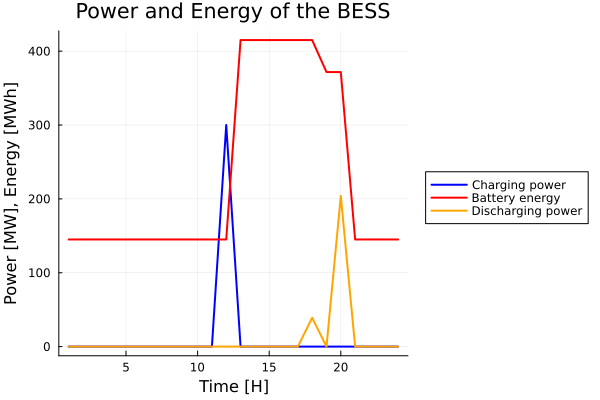 Power and Energy of the BESS
Power [MW], Energy [MWh]
400
300
200
100
0
5 10 15 20
Time [H]
Charging power
Battery energy
Discharging power